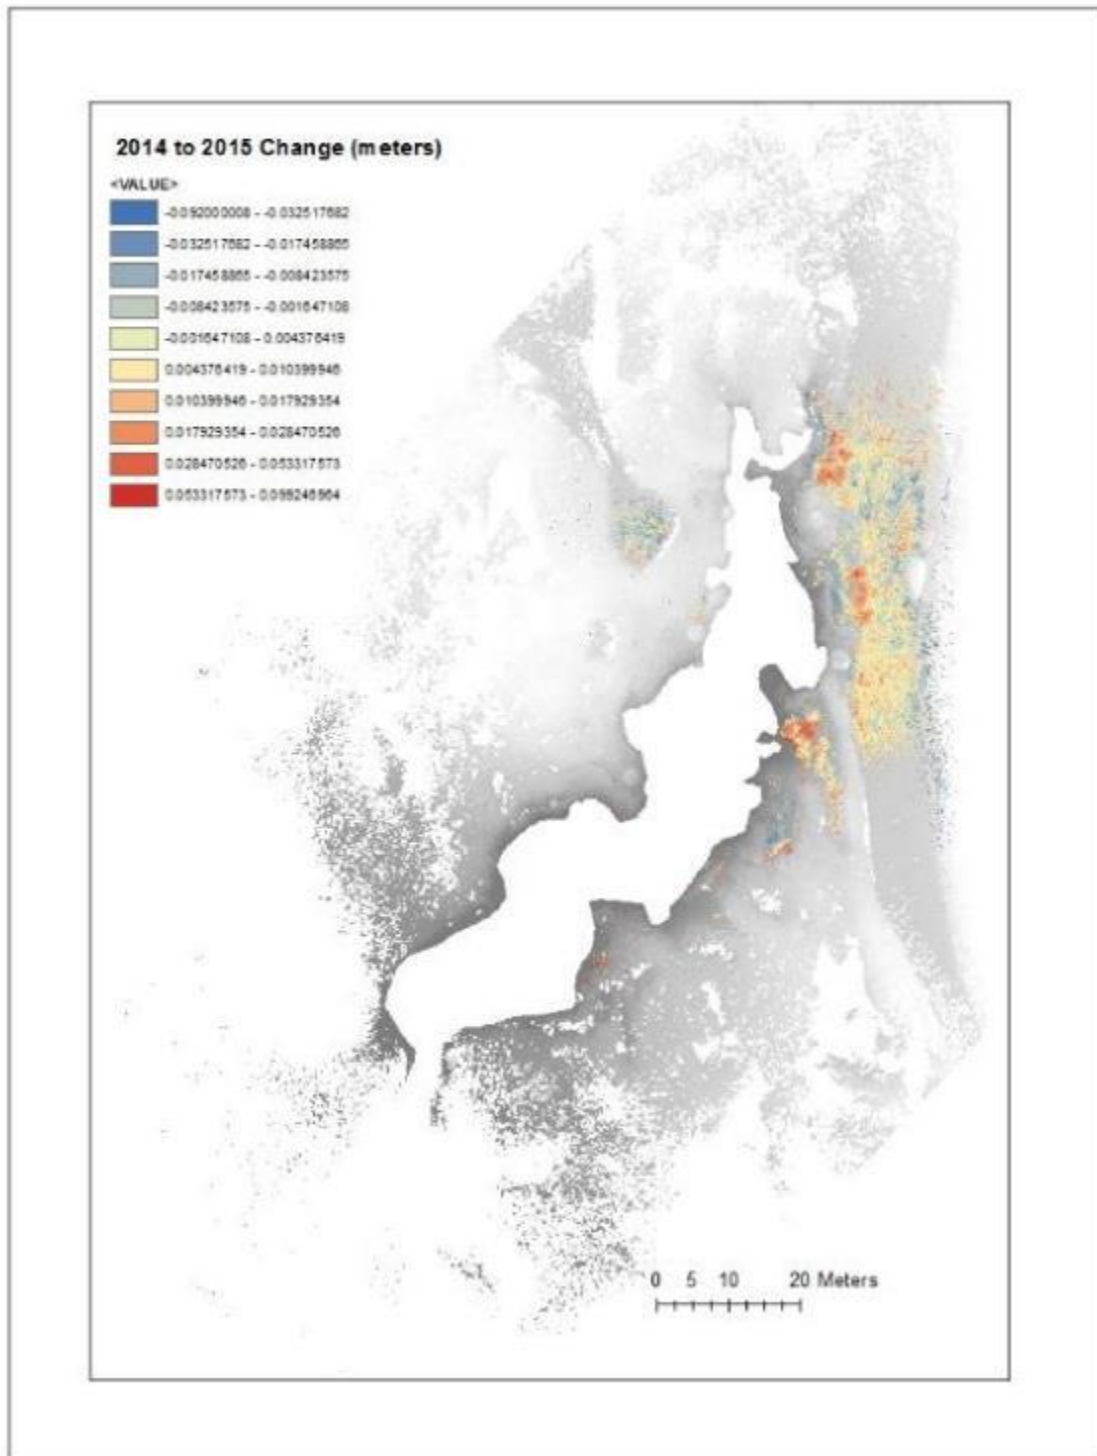 2014 to 2015 Change (meters)
<VALUE>
-0.092000008 - -0.032517682
-0.032517682 - -0.017458865
-0.017458865 - -0.008423575
-0.008423575 - -0.001647108
-0.001647108 - 0.004376419
0.004376419 - 0.010399946
0.010399946 - 0.017929354
0.017929354 - 0.028470526
0.028470526 - 0.053317573
0.053317573 - 0.099246964
0 5 10 20 Meters